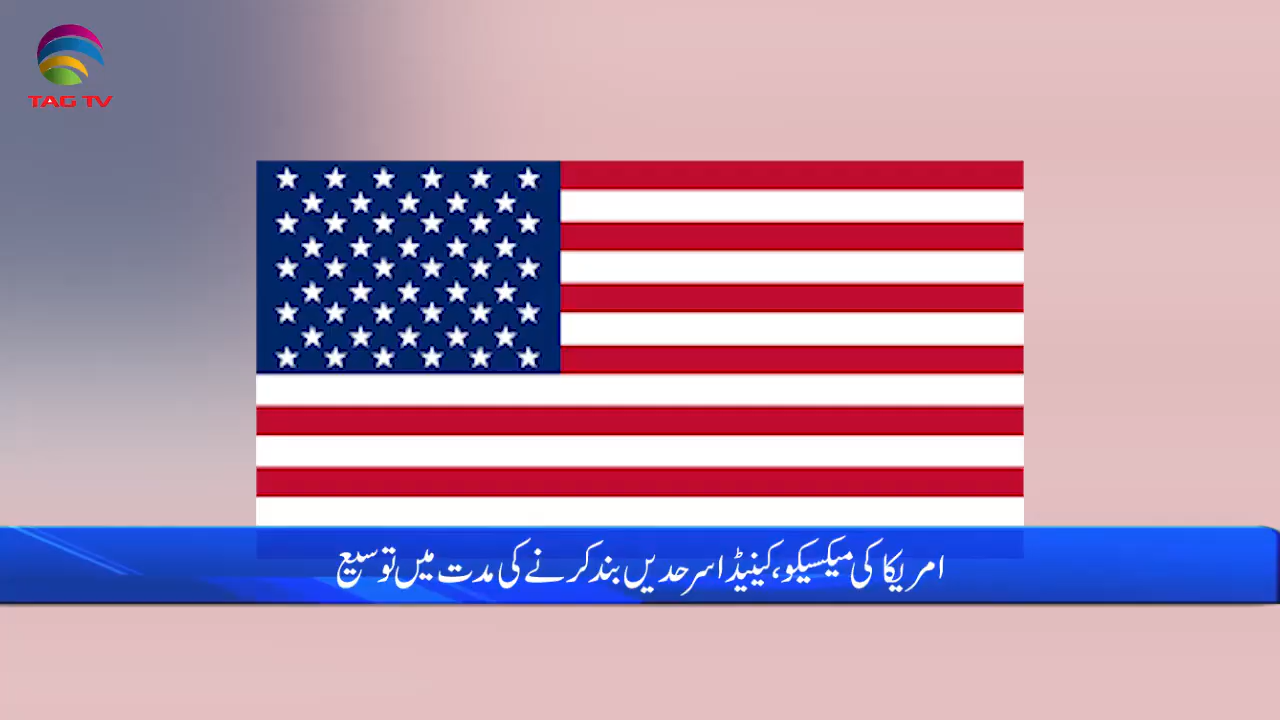 TAG TV
امریکا کی میکسیکو، کینیڈا سرحدیں بند کرنے کی مدت میں توسیع